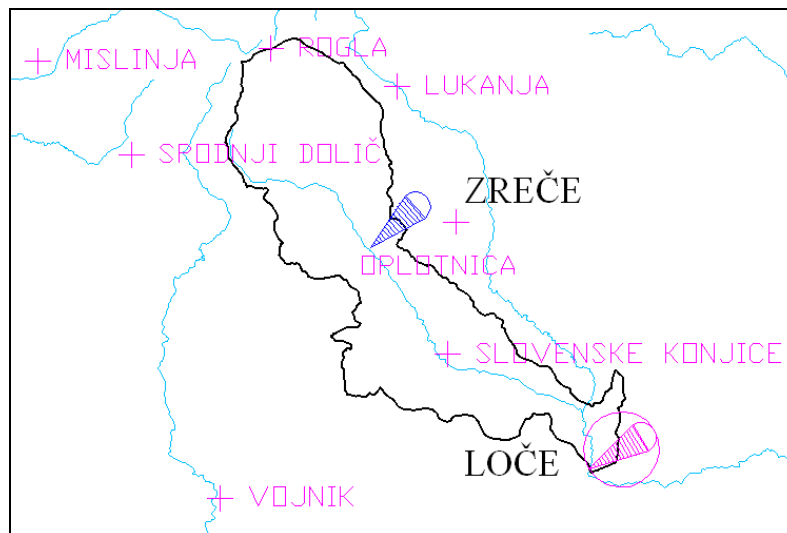 ROGLA
MISLINJA
LUKANJA
SPODNJI DOLIČ
ZREČE
OPLOTNICA
SLOVENSKE KONJICE
LOČE
VOJNIK